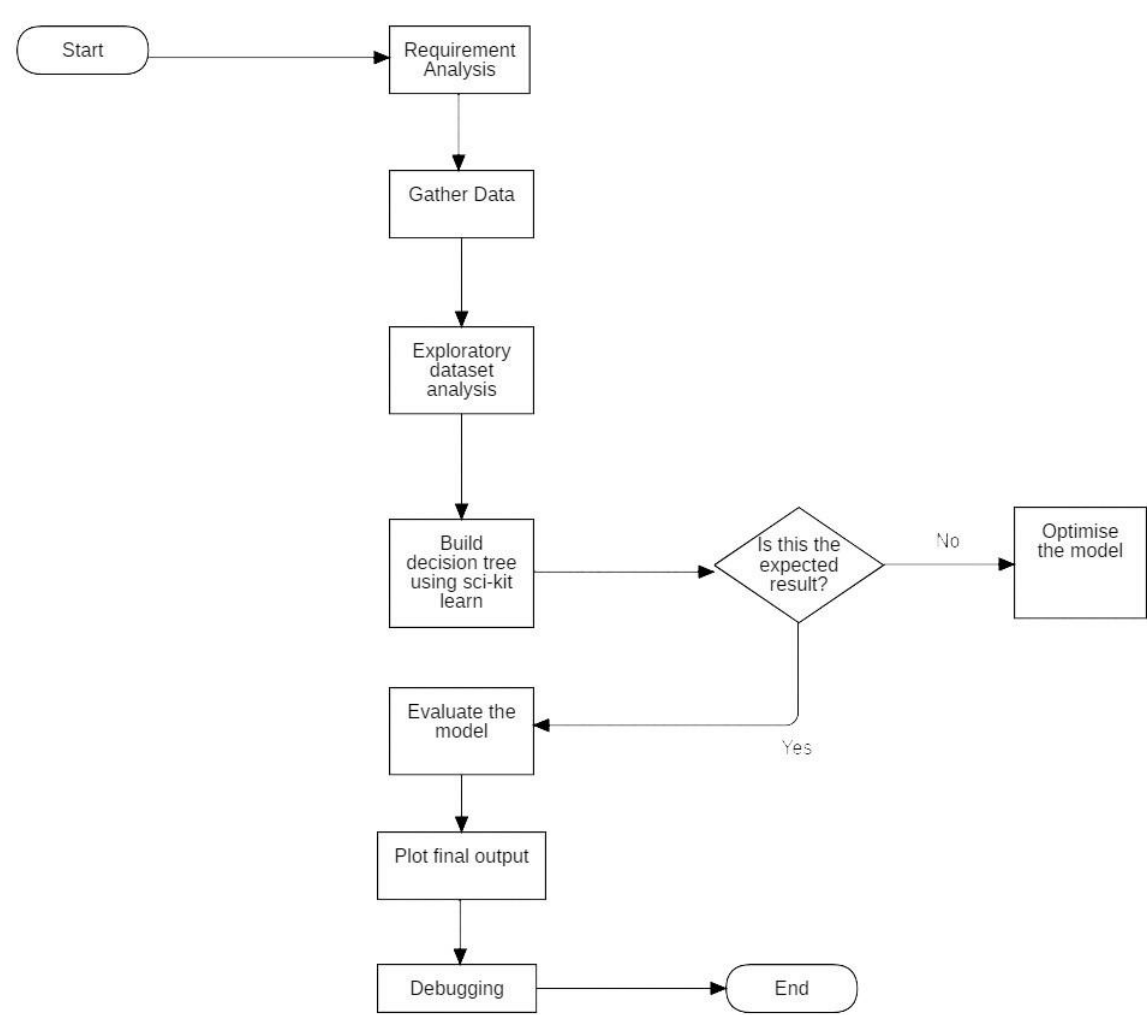 Start
Requirement
Analysis
Gather Data
Exploratory
dataset
analysis
Build
decision tree
using sci-kit
learn
Is this the
expected
result?
No
Optimise
the model
Yes
Evaluate the
model
Plot final output
Debugging
End